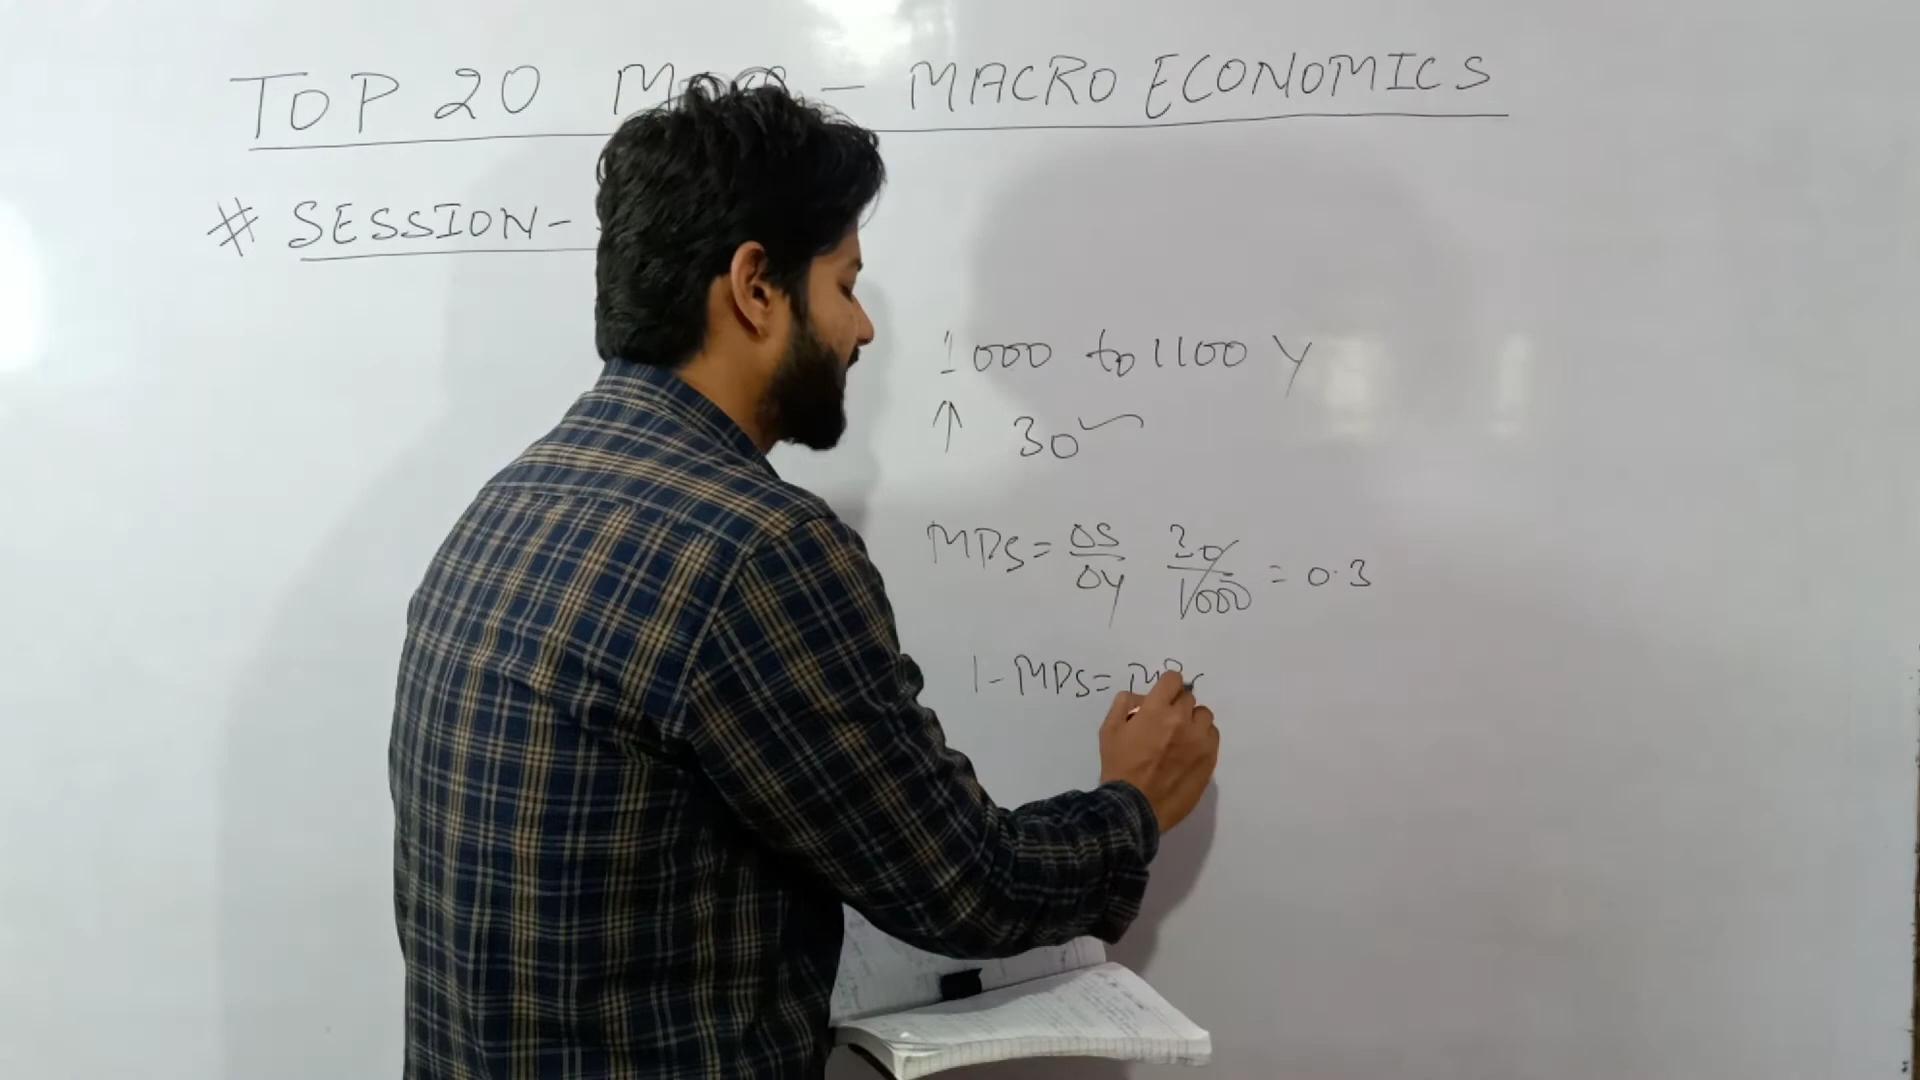 TOP 20 - MACRO ECONOMICS
# SESSION-
1000 to 1100 Y
↑ 30
MPS = ΔS/ΔY 30/1000 = 0.3
1 - MPS =